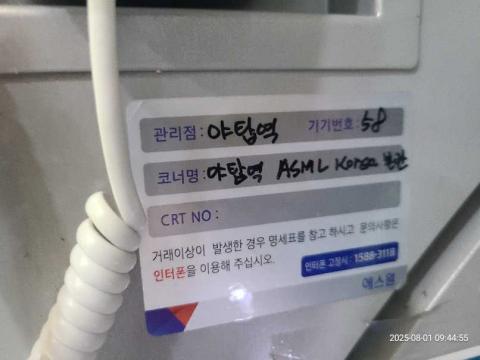 관리점: 야탑역 기기번호: 58
코너명: 야탑역 ASML Korea 분관
CRT NO :
거래이상이 발생한 경우 명세표를 참고 하시고 문의사항은
인터폰을 이용해 주십시오.
인터폰 고장시 : 1588-3118
에스원
2025-08-01 09:44:55